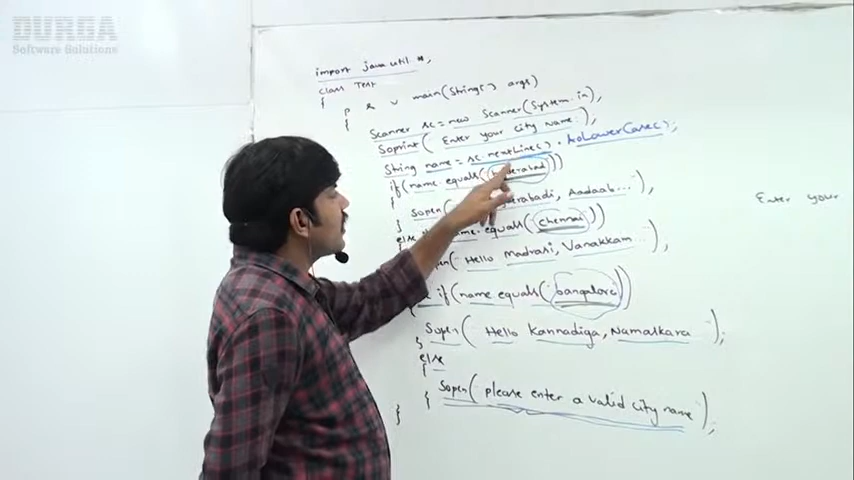 DURGA
Software Solutions
import java.util.*;
class Test
{
p s v main(String[] args)
{
Scanner sc = new Scanner(System.in);
Soprint( Enter your city Name: );
String name = sc.nextLine().toLowerCase();
if(name.equals(
{
Sopln( Aadaab...");
}
else name.equals("chennai"))
Hello Madrasi, Vanakkam...");
if(name.equals("bangalore"))
Sopln("Hello Kannadiga, Namaskara ");
}
else
{
Sopln("please enter a valid city name");
}
}
Enter your